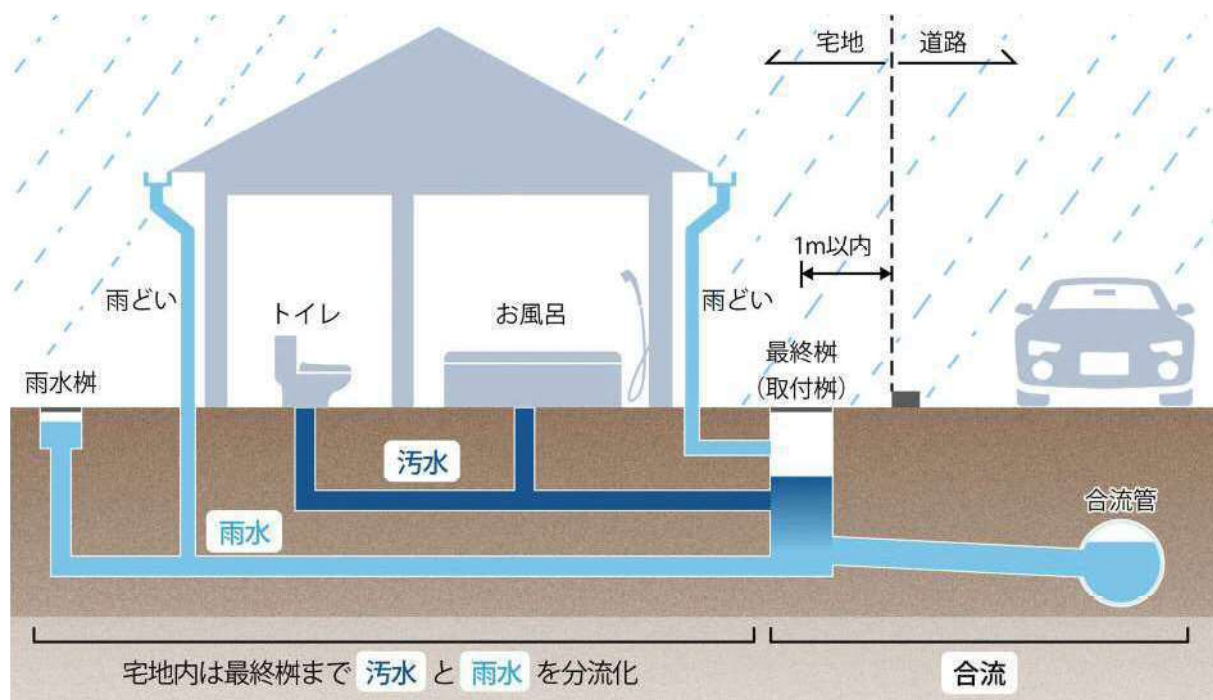 宅地
道路
1m以内
雨どい
トイレ
お風呂
雨どい
雨水桝
最終桝
(取付桝)
汚水
雨水
合流管
宅地内は最終桝まで 汚水 と 雨水 を分流化
合流